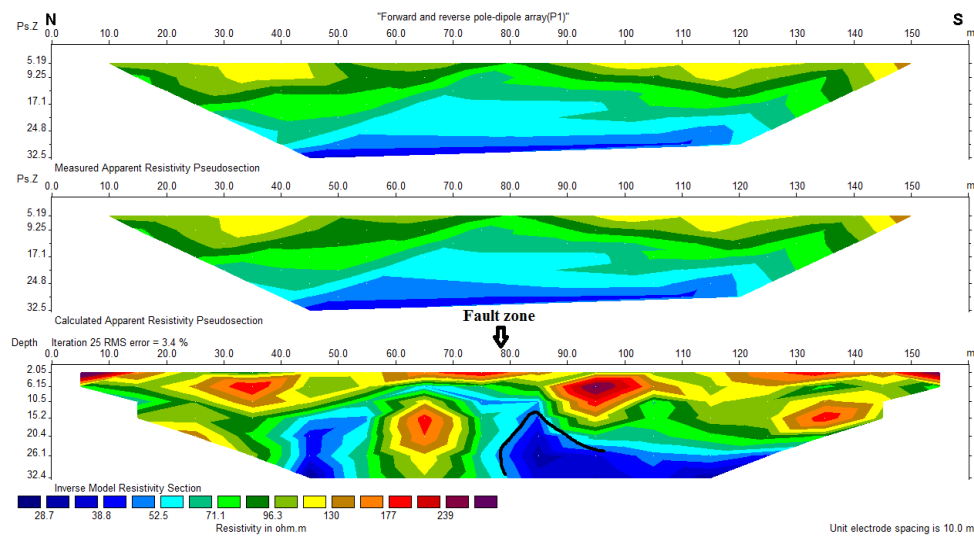 "Forward and reverse pole-dipole array(P1)"
N S
Ps.Z 0.0 10.0 20.0 30.0 40.0 50.0 60.0 70.0 80.0 90.0 100 110 120 130 140 150 m
5.19
9.25
17.1
24.8
32.5
Measured Apparent Resistivity Pseudosection
Ps.Z 0.0 10.0 20.0 30.0 40.0 50.0 60.0 70.0 80.0 90.0 100 110 120 130 140 150 m
5.19
9.25
17.1
24.8
32.5
Calculated Apparent Resistivity Pseudosection
Fault zone
Depth Iteration 25 RMS error = 3.4 %
0.0 10.0 20.0 30.0 40.0 50.0 60.0 70.0 80.0 90.0 100 110 120 130 140 150 m
2.05
6.15
10.5
15.2
20.4
26.1
32.4
Inverse Model Resistivity Section
28.7 38.8 52.5 71.1 96.3 130 177 239
Resistivity in ohm.m Unit electrode spacing is 10.0 m